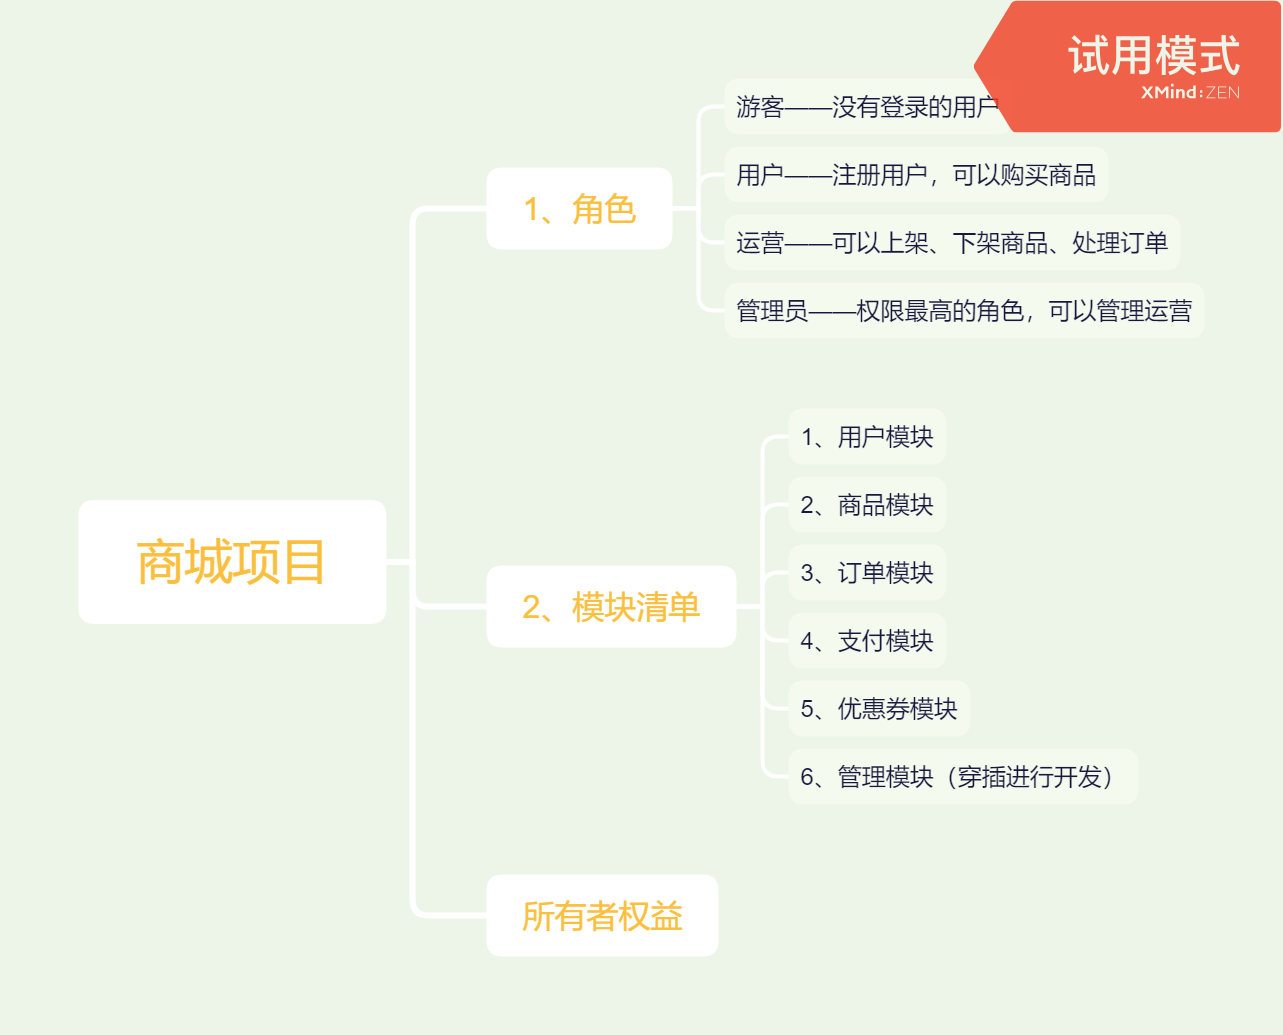 试用模式
XMind:ZEN
游客——没有登录的用户
用户——注册用户，可以购买商品
1、角色
运营——可以上架、下架商品、处理订单
管理员——权限最高的角色，可以管理运营
商城项目
2、模块清单
1、用户模块
2、商品模块
3、订单模块
4、支付模块
5、优惠券模块
6、管理模块（穿插进行开发）
所有者权益